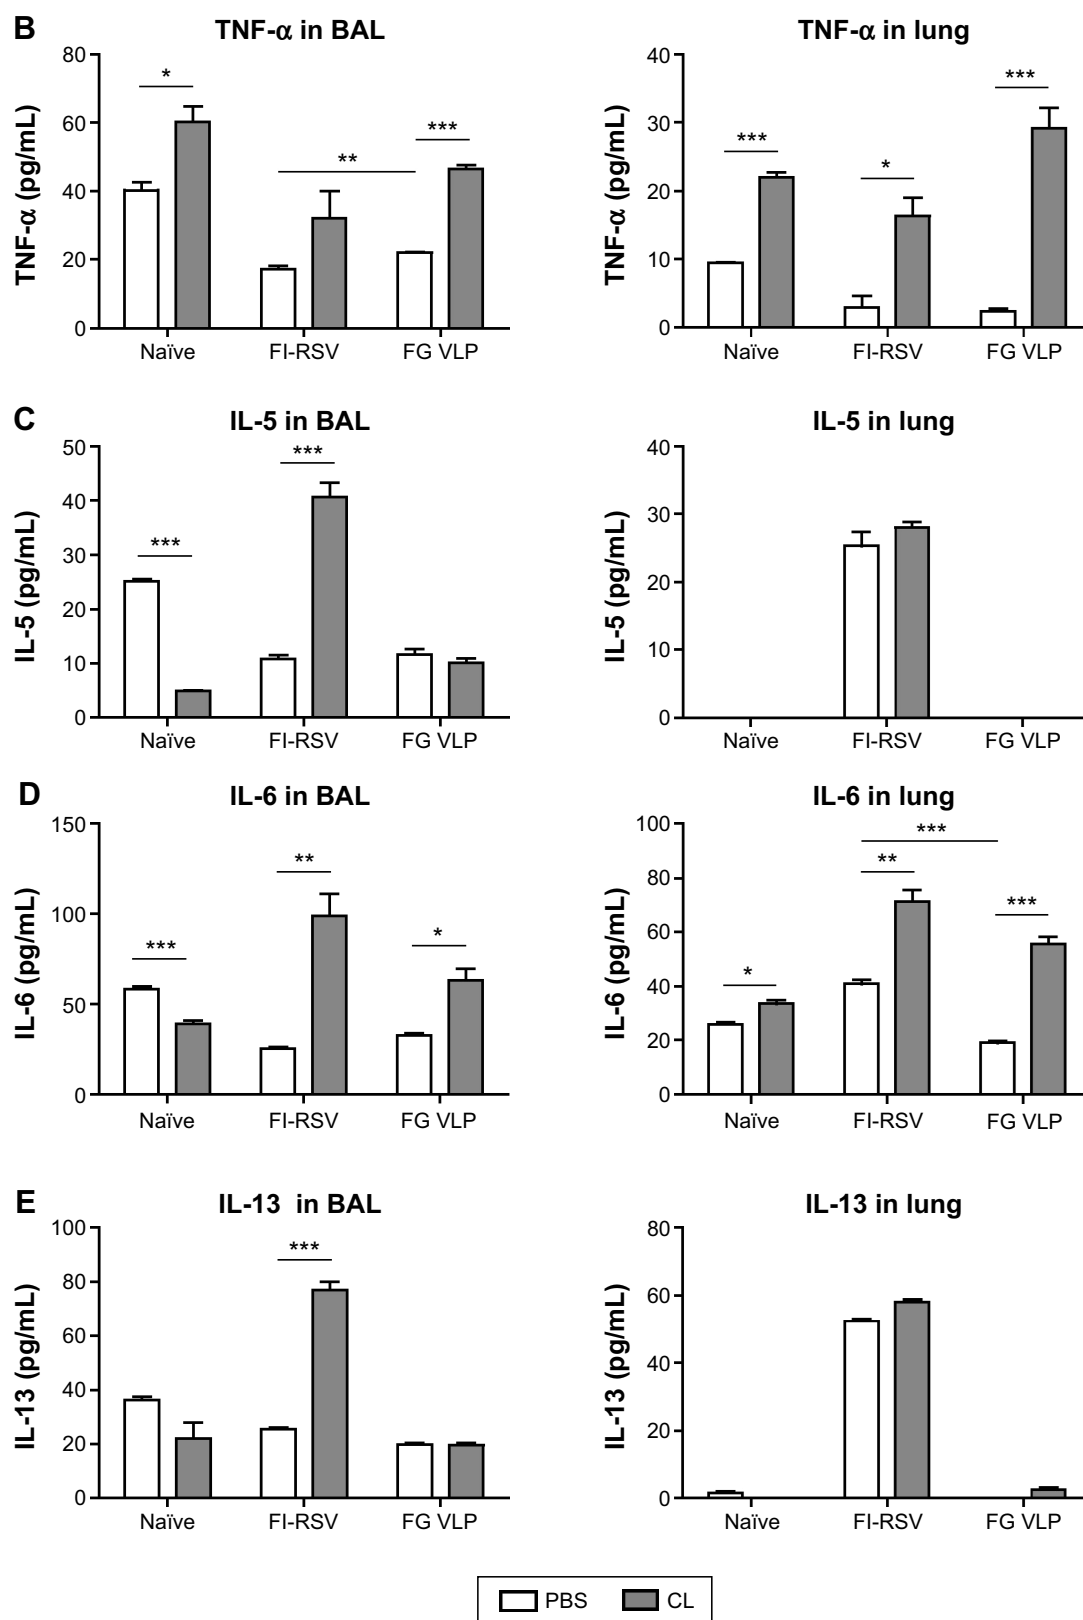 B
TNF-α in BAL
TNF-α in lung
TNF-α (pg/mL)
80
60
40
20
0
*
**
***
Naïve FI-RSV FG VLP
TNF-α (pg/mL)
40
30
20
10
0
***
*
***
Naïve FI-RSV FG VLP
C
IL-5 in BAL
IL-5 in lung
IL-5 (pg/mL)
50
40
30
20
10
0
***
***
Naïve FI-RSV FG VLP
IL-5 (pg/mL)
40
30
20
10
0
Naïve FI-RSV FG VLP
D
IL-6 in BAL
IL-6 in lung
IL-6 (pg/mL)
150
100
50
0
***
**
*
Naïve FI-RSV FG VLP
IL-6 (pg/mL)
100
80
60
40
20
0
***
**
***
*
Naïve FI-RSV FG VLP
E
IL-13 in BAL
IL-13 in lung
IL-13 (pg/mL)
100
80
60
40
20
0
***
Naïve FI-RSV FG VLP
IL-13 (pg/mL)
80
60
40
20
0
Naïve FI-RSV FG VLP
PBS CL